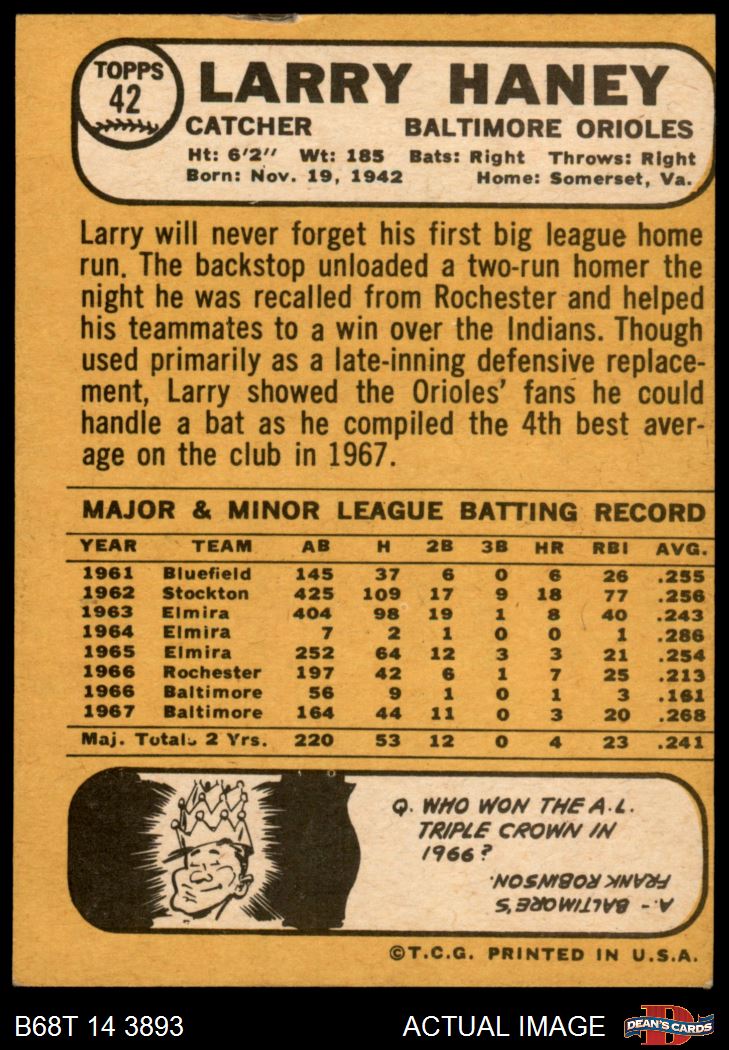 TOPPS
42
LARRY HANEY
CATCHER BALTIMORE ORIOLES
Ht: 6'2" Wt: 185 Bats: Right Throws: Right
Born: Nov. 19, 1942 Home: Somerset, Va.
Larry will never forget his first big league home
run. The backstop unloaded a two-run homer the
night he was recalled from Rochester and helped
his teammates to a win over the Indians. Though
used primarily as a late-inning defensive replace-
ment, Larry showed the Orioles' fans he could
handle a bat as he compiled the 4th best aver-
age on the club in 1967.
MAJOR & MINOR LEAGUE BATTING RECORD
YEAR TEAM AB H 2B 3B HR RBI AVG.
1961 Bluefield 145 37 6 0 6 26 .255
1962 Stockton 425 109 17 9 18 77 .256
1963 Elmira 404 98 19 1 8 40 .243
1964 Elmira 7 2 1 0 0 1 .286
1965 Elmira 252 64 12 3 3 21 .254
1966 Rochester 197 42 6 1 7 25 .213
1966 Baltimore 56 9 1 0 1 3 .161
1967 Baltimore 164 44 11 0 3 20 .268
Maj. Totals 2 Yrs. 220 53 12 0 4 23 .241
Q. WHO WON THE A.L.
TRIPLE CROWN IN
1966?
A.- BALTIMORE'S
FRANK ROBINSON.
©T.C.G. PRINTED IN U.S.A.
B68T 14 3893 ACTUAL IMAGE
DEAN'S CARDS